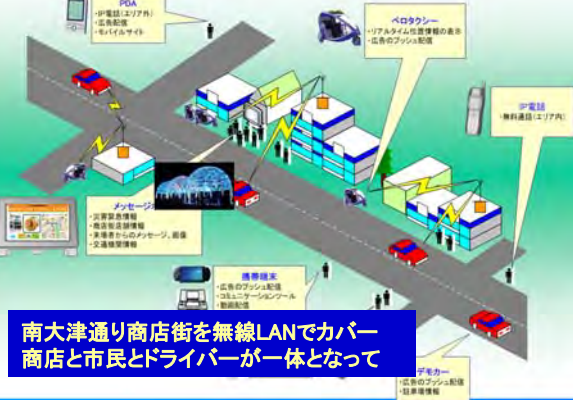 PDA
・IP電話(エリア外)
・広告配信
・モバイルサイト
ベロタクシー
・リアルタイム位置情報の表示
・広告のプッシュ配信
IP電話
・無料通話(エリア内)
メッセージ
・災害緊急情報
・商店街店舗情報
・来場者からのメッセージ、画像
・交通機関情報
携帯端末
・広告のプッシュ配信
・コミュニケーションツール
・動画配信
南大津通り商店街を無線LANでカバー
商店と市民とドライバーが一体となって
デモカー
・広告のプッシュ配信
・駐車場情報